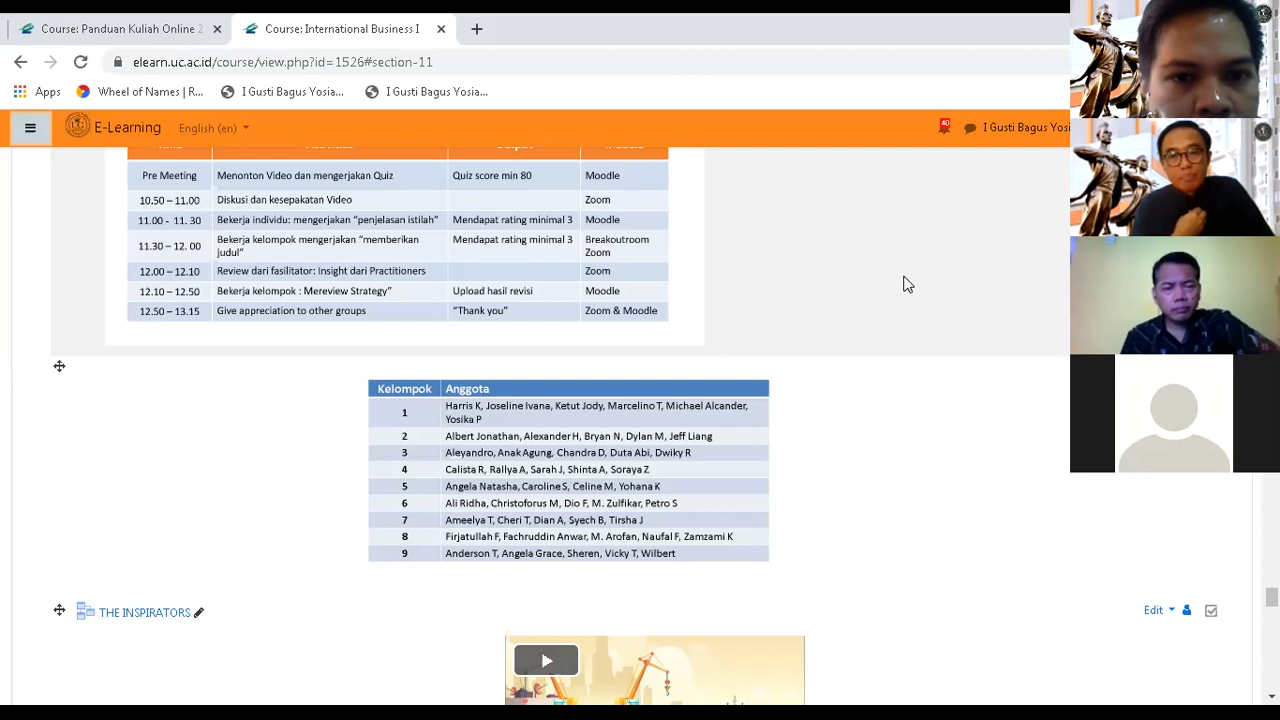 Course: Panduan Kuliah Online 2
Course: International Business I
elearn.uc.ac.id/course/view.php?id=1526#section-11
Apps
Wheel of Names | R...
I Gusti Bagus Yosia...
I Gusti Bagus Yosia...
E-Learning
English (en)
40
I Gusti Bagus Yosia
Pre Meeting Menonton Video dan mengerjakan Quiz Quiz score min 80 Moodle
10.50 – 11.00 Diskusi dan kesepakatan Video Zoom
11.00 - 11. 30 Bekerja individu: mengerjakan “penjelasan istilah” Mendapat rating minimal 3 Moodle
11.30 – 12. 00 Bekerja kelompok mengerjakan “memberikan Mendapat rating minimal 3 Breakoutroom
judul” Zoom
12.00 – 12.10 Review dari fasilitator: Insight dari Practitioners Zoom
12.10 – 12.50 Bekerja kelompok : Mereview Strategy” Upload hasil revisi Moodle
12.50 – 13.15 Give appreciation to other groups “Thank you” Zoom & Moodle
Kelompok Anggota
1 Harris K, Joseline Ivana, Ketut Jody, Marcelino T, Michael Alcander,
Yosika P
2 Albert Jonathan, Alexander H, Bryan N, Dylan M, Jeff Liang
3 Aleyandro, Anak Agung, Chandra D, Duta Abi, Dwiky R
4 Calista R, Rallya A, Sarah J, Shinta A, Soraya Z
5 Angela Natasha, Caroline S, Celine M, Yohana K
6 Ali Ridha, Christoforus M, Dio F, M. Zulfikar, Petro S
7 Ameelya T, Cheri T, Dian A, Syech B, Tirsha J
8 Firjatullah F, Fachruddin Anwar, M. Arofan, Naufal F, Zamzami K
9 Anderson T, Angela Grace, Sheren, Vicky T, Wilbert
THE INSPIRATORS
Edit